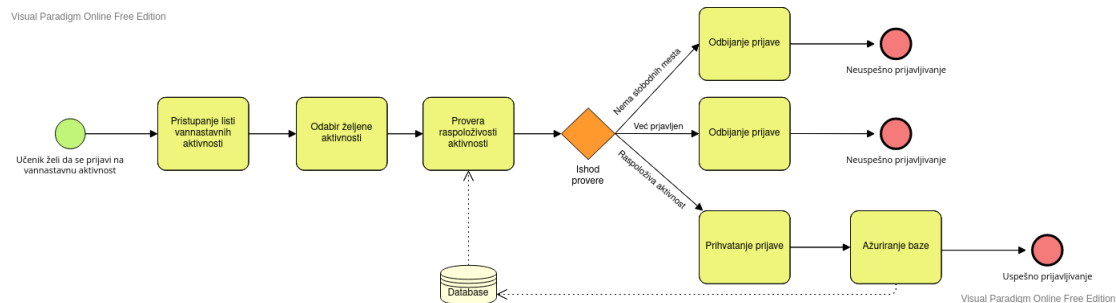 Visual Paradigm Online Free Edition
Učenik želi da se prijavi na
vannastavnu aktivnost
Pristupanje listi
vannastavnih
aktivnosti
Odabir željene
aktivnosti
Provera
raspoloživosti
aktivnosti
Ishod
provere
Nema slobodnih mesta
Odbijanje prijave
Neuspešno prijavljivanje
Već prjavljen
Odbijanje prijave
Neuspešno prijavljivanje
Raspoloživa aktivnost
Prihvatanje prijave
Ažuriranje baze
Uspešno prijavljivanje
Database
Visual Paradigm Online Free Edition